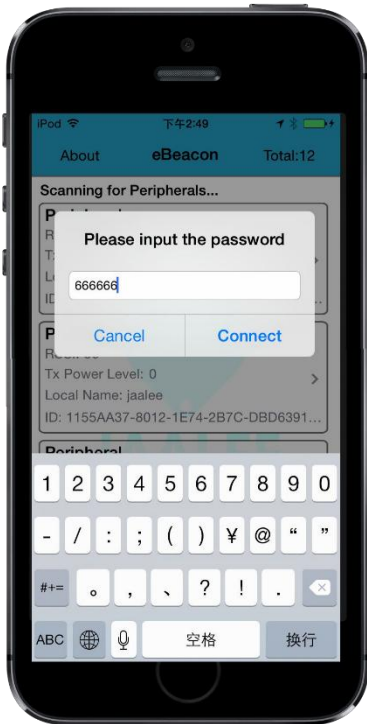 iPod 下午2:49
About eBeacon Total:12
Scanning for Peripherals...
Please input the password
666666
Cancel Connect
Tx Power Level: 0
Local Name: jaalee
ID: 1155AA37-8012-1E74-2B7C-DBD6391...
Peripheral
JAALEE
1 2 3 4 5 6 7 8 9 0
- / : ; ( ) ¥ @ “ ”
#+= 。 , 、 ? ! .
ABC 空格 换行